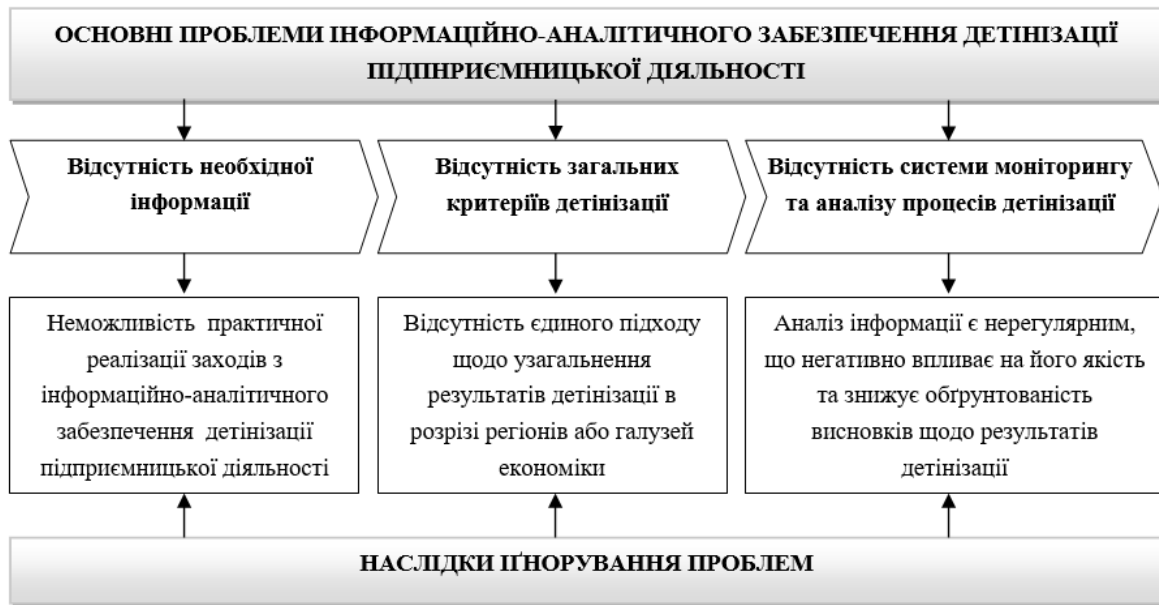 ОСНОВНІ ПРОБЛЕМИ ІНФОРМАЦІЙНО-АНАЛІТИЧНОГО ЗАБЕЗПЕЧЕННЯ ДЕТІНІЗАЦІЇ
ПІДПНРИЄМНИЦЬКОЇ ДІЯЛЬНОСТІ
Відсутність необхідної
інформації
Відсутність загальних
критеріїв детінізації
Відсутність системи моніторингу
та аналізу процесів детінізації
Неможливість практичної
реалізації заходів з
інформаційно-аналітичного
забезпечення детінізації
підприємницької діяльності
Відсутність єдиного підходу
щодо узагальнення
результатів детінізації в
розрізі регіонів або галузей
економіки
Аналіз інформації є нерегулярним,
що негативно впливає на його якість
та знижує обґрунтованість
висновків щодо результатів
детінізації
НАСЛІДКИ ІҐНОРУВАННЯ ПРОБЛЕМ